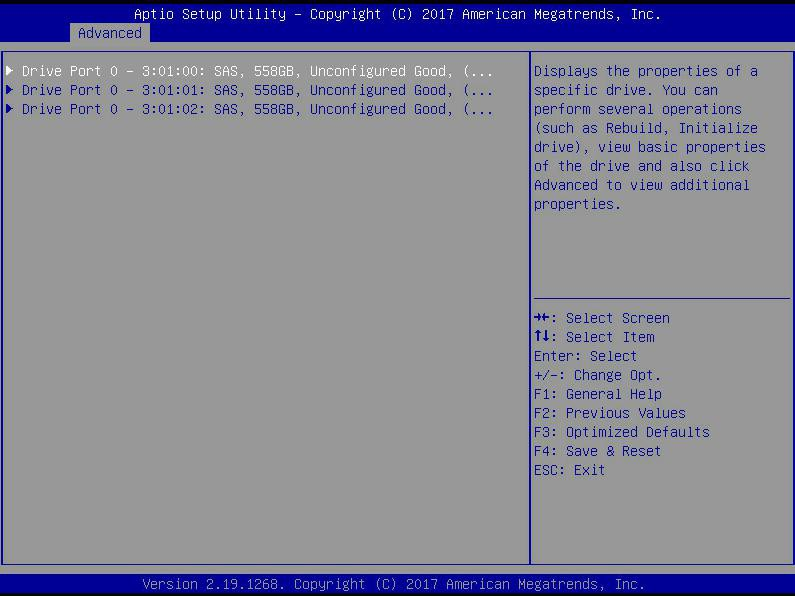 Aptio Setup Utility – Copyright (C) 2017 American Megatrends, Inc.
Advanced
Drive Port 0 – 3:01:00: SAS, 558GB, Unconfigured Good, (...
Drive Port 0 – 3:01:01: SAS, 558GB, Unconfigured Good, (...
Drive Port 0 – 3:01:02: SAS, 558GB, Unconfigured Good, (...
Displays the properties of a
specific drive. You can
perform several operations
(such as Rebuild, Initialize
drive), view basic properties
of the drive and also click
Advanced to view additional
properties.
→←: Select Screen
↑↓: Select Item
Enter: Select
+/–: Change Opt.
F1: General Help
F2: Previous Values
F3: Optimized Defaults
F4: Save & Reset
ESC: Exit
Version 2.19.1268. Copyright (C) 2017 American Megatrends, Inc.